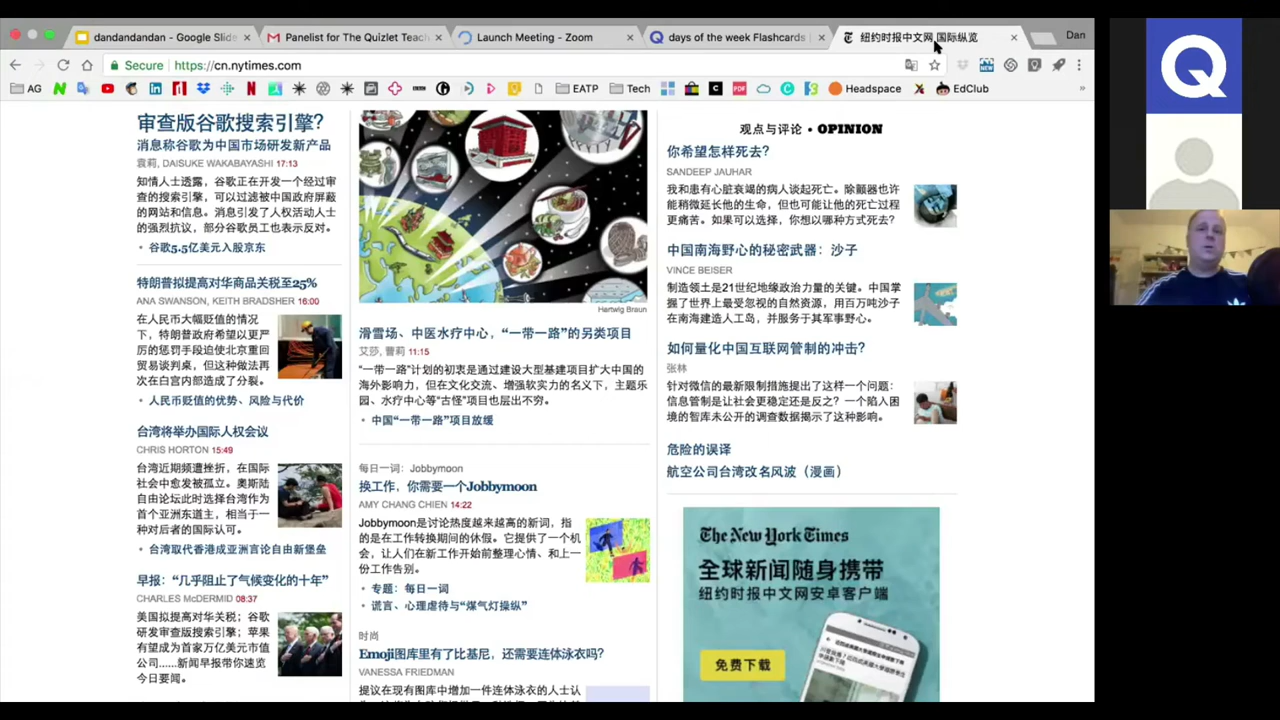 dandandandan - Google Slide
Panelist for The Quizlet Teach
Launch Meeting - Zoom
days of the week Flashcards |
纽约时报中文网 国际纵览
Dan
Secure
https://cn.nytimes.com
AG
EATP
Tech
Headspace
EdClub
审查版谷歌搜索引擎?
消息称谷歌为中国市场研发新产品
袁莉, DAISUKE WAKABAYASHI 17:13
知情人士透露，谷歌正在开发一个经过审
查的搜索引擎，可以过滤被中国政府屏蔽
的网站和信息。消息引发了人权活动人士
的强烈抗议，部分谷歌员工也表示反对。
谷歌5.5亿美元入股京东
特朗普拟提高对华商品关税至25%
ANA SWANSON, KEITH BRADSHER 16:00
在人民币大幅贬值的情况
下，特朗普政府希望以更严
厉的惩罚手段迫使北京重回
贸易谈判桌，但这种做法再
次在白宫内部造成了分裂。
人民币贬值的优势、风险与代价
台湾将举办国际人权会议
CHRIS HORTON 15:49
台湾近期频遭挫折，在国际
社会中愈发被孤立。奥斯陆
自由论坛此时选择台湾作为
首个亚洲东道主，相当于一
种对后者的国际认可。
台湾取代香港成亚洲言论自由新堡垒
早报：“几乎阻止了气候变化的十年”
CHARLES McDERMID 08:37
美国拟提高对华关税；谷歌
研发审查版搜索引擎；苹果
有望成为首家万亿美元市值
公司……新闻早报带你速览
今日要闻。
Hartwig Braun
滑雪场、中医水疗中心，“一带一路”的另类项目
艾莎, 曹莉 11:15
“一带一路”计划的初衷是通过建设大型基建项目扩大中国的
海外影响力，但在文化交流、增强软实力的名义下，主题乐
园、水疗中心等“古怪”项目也层出不穷。
中国“一带一路”项目放缓
每日一词：Jobbymoon
换工作，你需要一个Jobbymoon
AMY CHANG CHIEN 14:22
Jobbymoon是讨论热度越来越高的新词，指
的是在工作转换期间的休假。它提供了一个机
会，让人们在新工作开始前整理心情、和上一
份工作告别。
专题：每日一词
谎言、心理虐待与“煤气灯操纵”
时尚
Emoji图库里有了比基尼，还需要连体泳衣吗?
VANESSA FRIEDMAN
提议在现有图库中增加一件连体泳衣的人士认
观点与评论 • OPINION
你希望怎样死去?
SANDEEP JAUHAR
我和患有心脏衰竭的病人谈起死亡。除颤器也许
能稍微延长他的生命，但也可能让他的死亡过程
更痛苦。如果可以选择，你想以哪种方式死去?
中国南海野心的秘密武器：沙子
VINCE BEISER
制造领土是21世纪地缘政治力量的关键。中国掌
握了世界上最受忽视的自然资源，用百万吨沙子
在南海建造人工岛，并服务于其军事野心。
如何量化中国互联网管制的冲击?
张林
针对微信的最新限制措施提出了这样一个问题：
信息管制是让社会更稳定还是反之? 一个陷入困
境的智库未公开的调查数据揭示了这种影响。
危险的误译
航空公司台湾改名风波（漫画）
The New York Times
全球新闻随身携带
纽约时报中文网安卓客户端
免费下载